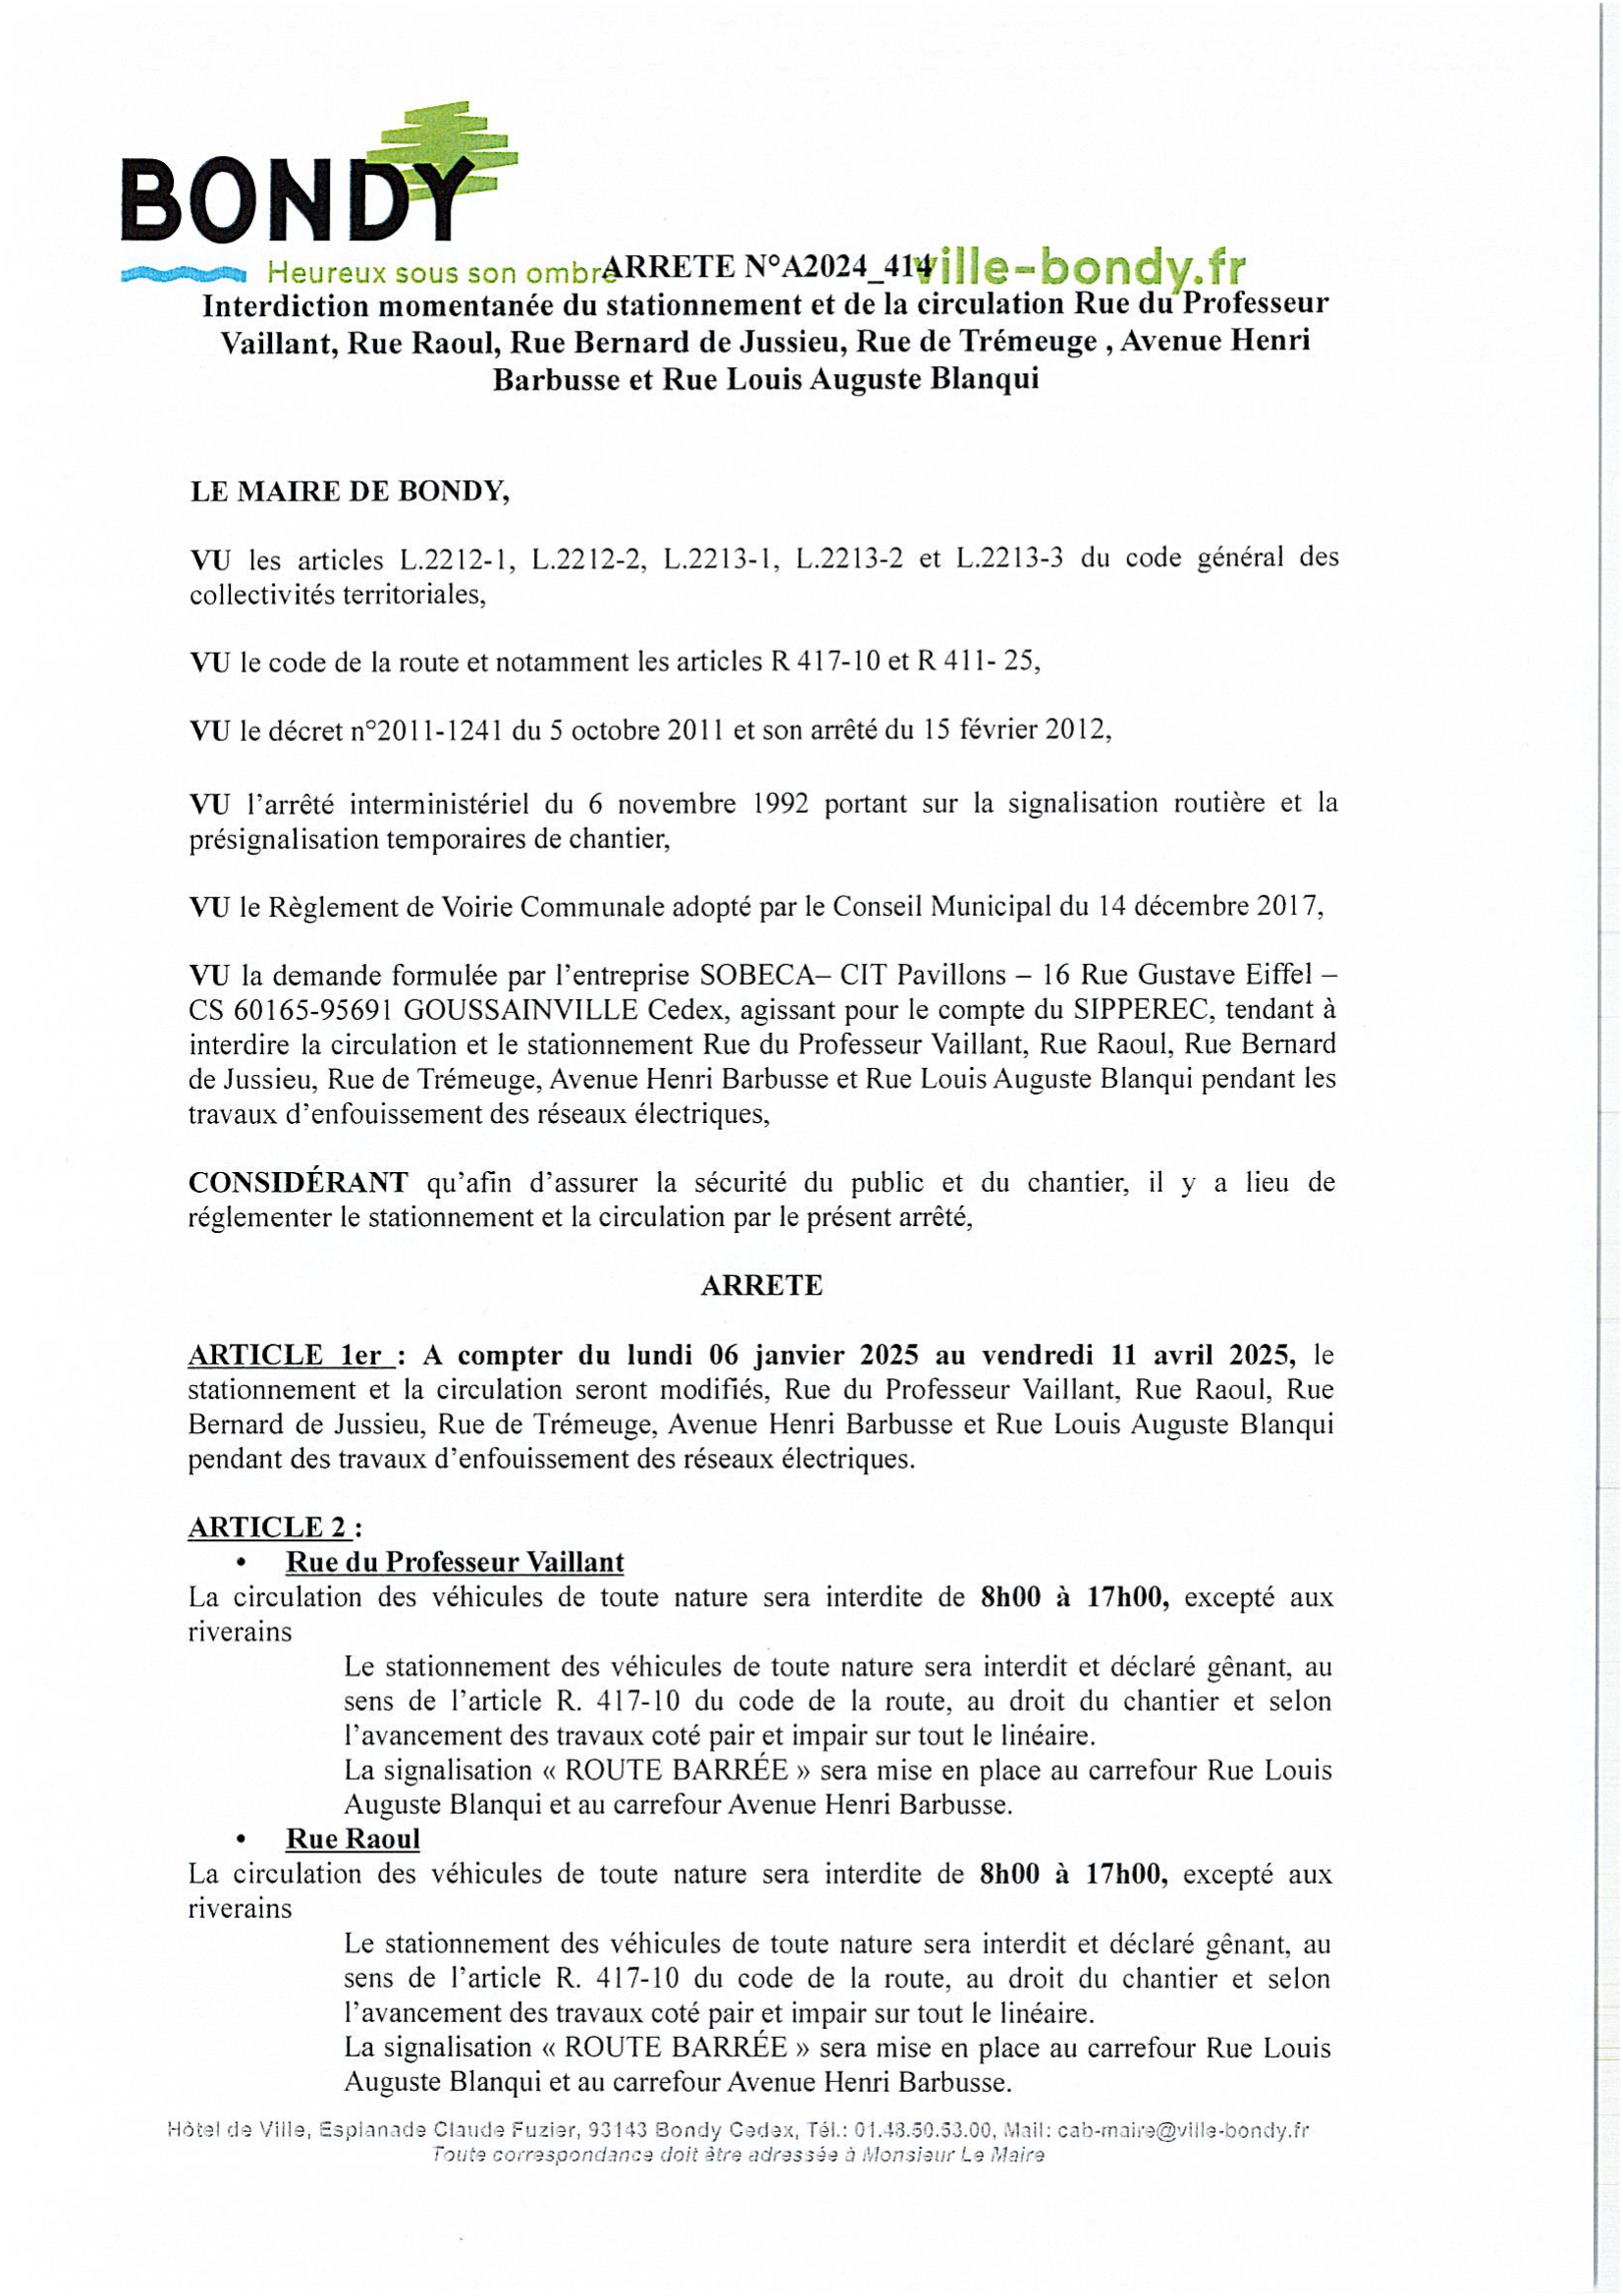 BONDY
Heureux sous son ombre
ville-bondy.fr
ARRETE N°A2024_414
Interdiction momentanée du stationnement et de la circulation Rue du Professeur
Vaillant, Rue Raoul, Rue Bernard de Jussieu, Rue de Trémeuge , Avenue Henri
Barbusse et Rue Louis Auguste Blanqui
LE MAIRE DE BONDY,
VU les articles L.2212-1, L.2212-2, L.2213-1, L.2213-2 et L.2213-3 du code général des
collectivités territoriales,
VU le code de la route et notamment les articles R 417-10 et R 411- 25,
VU le décret n°2011-1241 du 5 octobre 2011 et son arrêté du 15 février 2012,
VU l’arrêté interministériel du 6 novembre 1992 portant sur la signalisation routière et la
présignalisation temporaires de chantier,
VU le Règlement de Voirie Communale adopté par le Conseil Municipal du 14 décembre 2017,
VU la demande formulée par l’entreprise SOBECA– CIT Pavillons – 16 Rue Gustave Eiffel –
CS 60165-95691 GOUSSAINVILLE Cedex, agissant pour le compte du SIPPEREC, tendant à
interdire la circulation et le stationnement Rue du Professeur Vaillant, Rue Raoul, Rue Bernard
de Jussieu, Rue de Trémeuge, Avenue Henri Barbusse et Rue Louis Auguste Blanqui pendant les
travaux d’enfouissement des réseaux électriques,
CONSIDÉRANT qu’afin d’assurer la sécurité du public et du chantier, il y a lieu de
réglementer le stationnement et la circulation par le présent arrêté,
ARRETE
ARTICLE 1er : A compter du lundi 06 janvier 2025 au vendredi 11 avril 2025, le
stationnement et la circulation seront modifiés, Rue du Professeur Vaillant, Rue Raoul, Rue
Bernard de Jussieu, Rue de Trémeuge, Avenue Henri Barbusse et Rue Louis Auguste Blanqui
pendant des travaux d’enfouissement des réseaux électriques.
ARTICLE 2 :
• Rue du Professeur Vaillant
La circulation des véhicules de toute nature sera interdite de 8h00 à 17h00, excepté aux
riverains
Le stationnement des véhicules de toute nature sera interdit et déclaré gênant, au
sens de l’article R. 417-10 du code de la route, au droit du chantier et selon
l’avancement des travaux coté pair et impair sur tout le linéaire.
La signalisation « ROUTE BARRÉE » sera mise en place au carrefour Rue Louis
Auguste Blanqui et au carrefour Avenue Henri Barbusse.
• Rue Raoul
La circulation des véhicules de toute nature sera interdite de 8h00 à 17h00, excepté aux
riverains
Le stationnement des véhicules de toute nature sera interdit et déclaré gênant, au
sens de l’article R. 417-10 du code de la route, au droit du chantier et selon
l’avancement des travaux coté pair et impair sur tout le linéaire.
La signalisation « ROUTE BARRÉE » sera mise en place au carrefour Rue Louis
Auguste Blanqui et au carrefour Avenue Henri Barbusse.
Hôtel de Ville, Esplanade Claude Fuzier, 93143 Bondy Cedex, Tél.: 01.48.50.53.00, Mail: cab-maire@ville-bondy.fr
Toute correspondance doit être adressée à Monsieur Le Maire